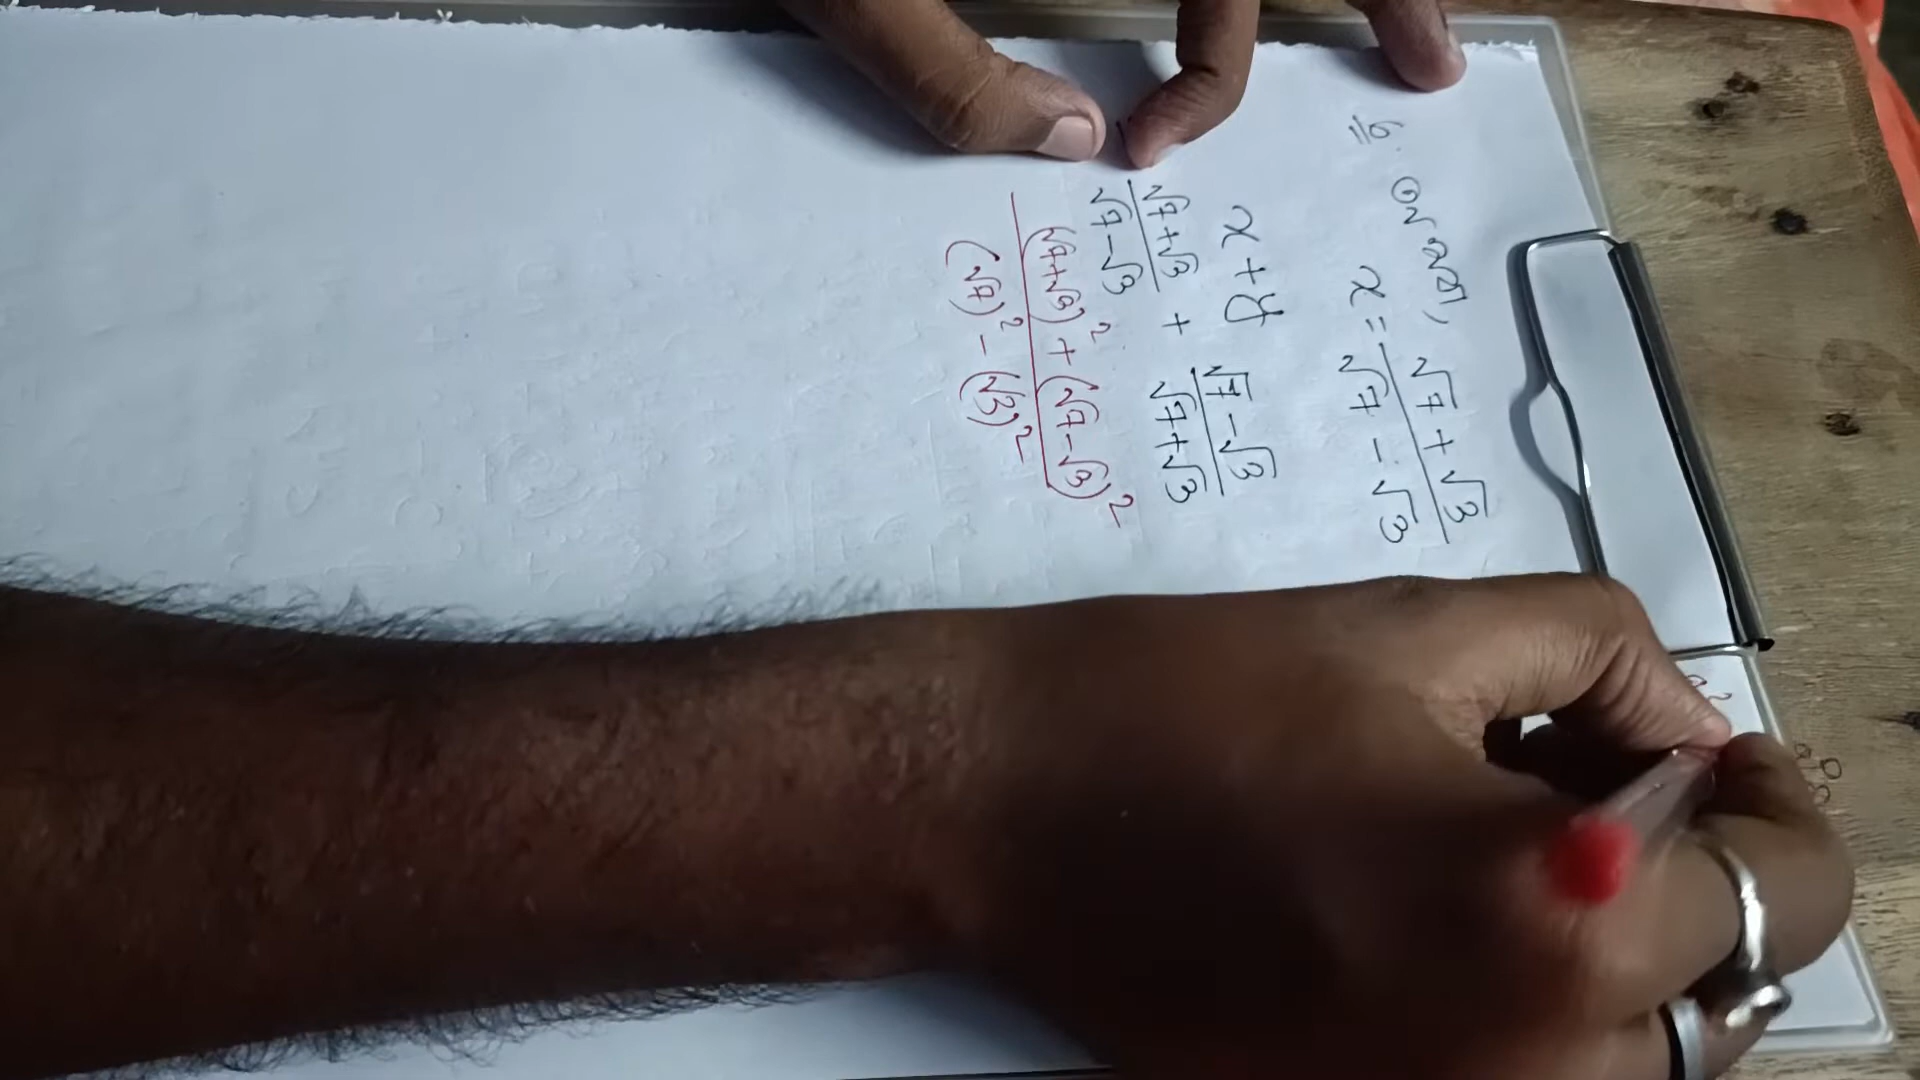 6.
x = (√7 + √3) / (√7 - √3)
x + y
(√7 + √3) / (√7 - √3) + (√7 - √3) / (√7 + √3)
((√7 + √3)² + (√7 - √3)²) / ((√7)² - (√3)²)
a²